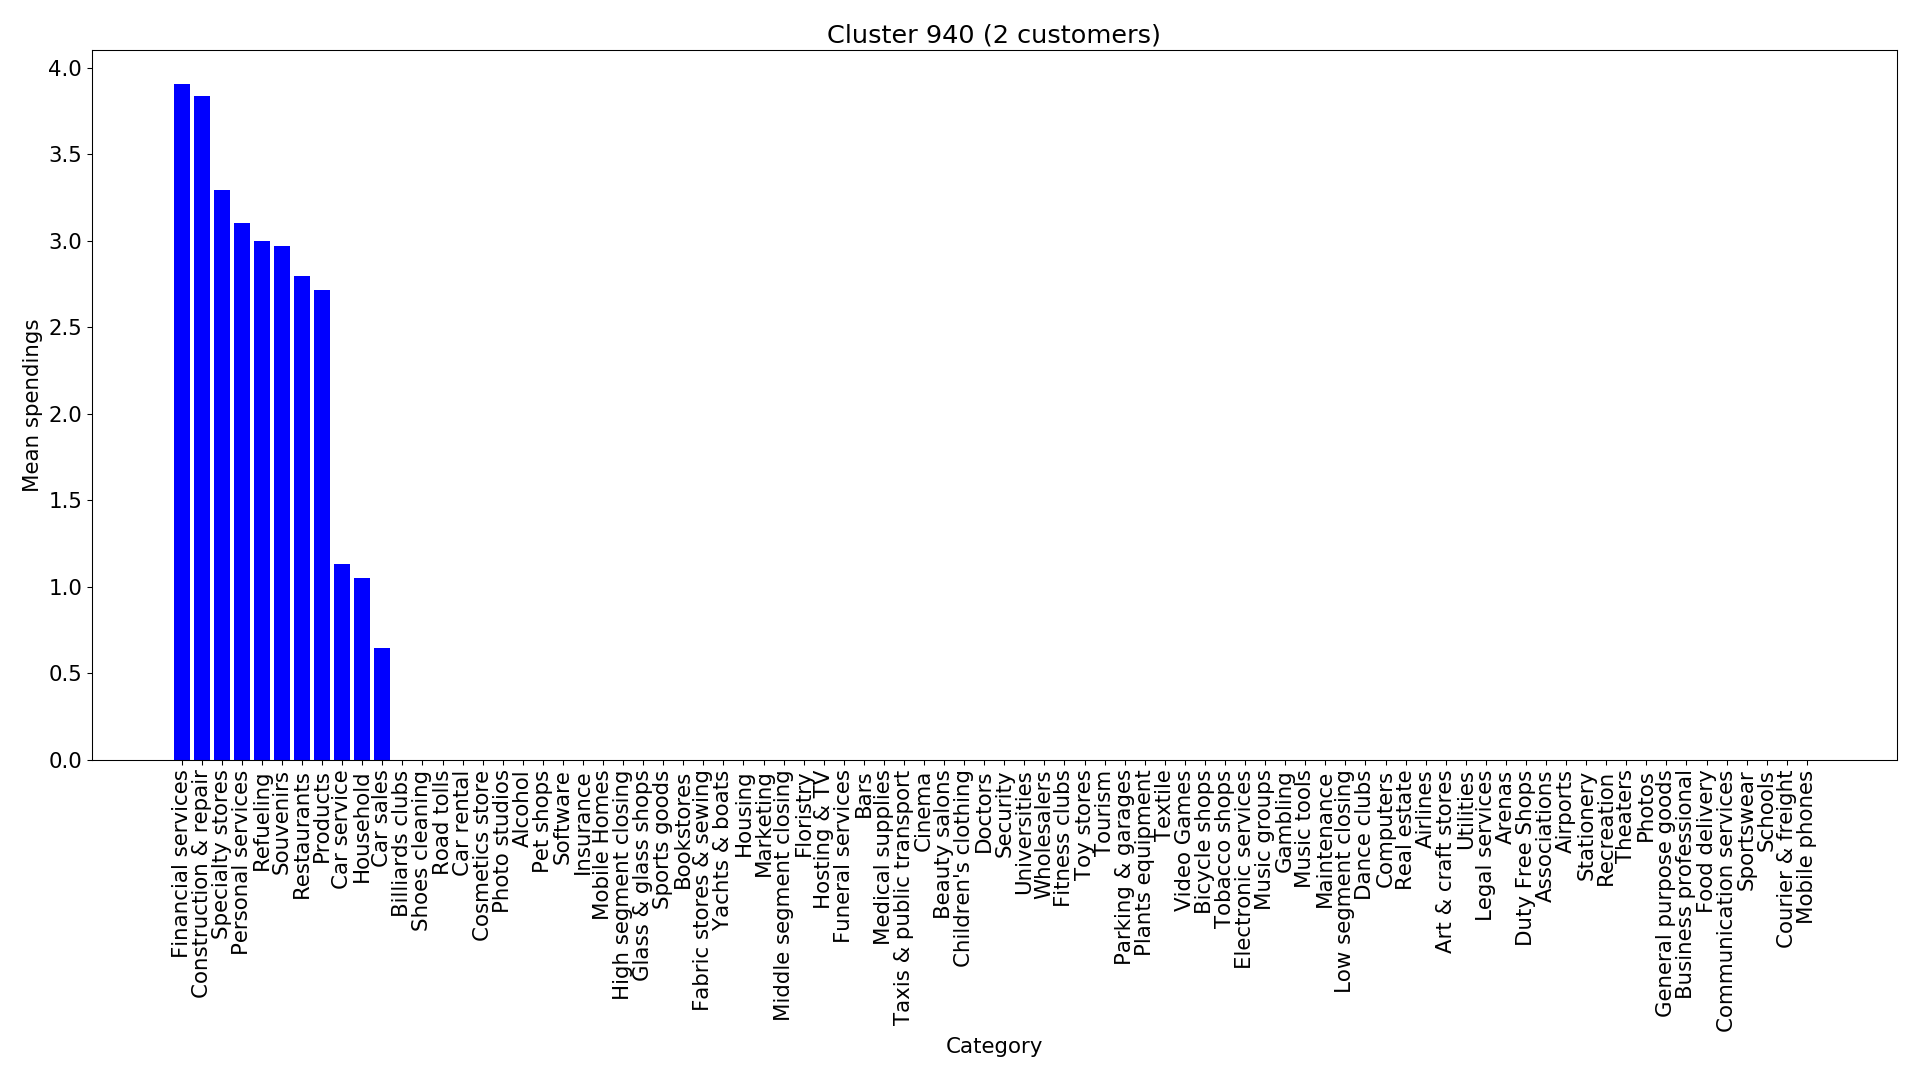 Cluster 940 (2 customers)
4.0
3.5
3.0
2.5
2.0
1.5
1.0
0.5
0.0
Mean spendings
Financial services
Construction & repair
Specialty stores
Personal services
Refueling
Souvenirs
Restaurants
Products
Car service
Household
Car sales
Billiards clubs
Shoes cleaning
Road tolls
Car rental
Cosmetics store
Photo studios
Alcohol
Pet shops
Software
Insurance
Mobile Homes
High segment closing
Glass & glass shops
Sports goods
Bookstores
Fabric stores & sewing
Yachts & boats
Housing
Marketing
Middle segment closing
Floristry
Hosting & TV
Funeral services
Bars
Medical supplies
Taxis & public transport
Cinema
Beauty salons
Children's clothing
Doctors
Security
Universities
Wholesalers
Fitness clubs
Toy stores
Tourism
Parking & garages
Plants equipment
Textile
Video Games
Bicycle shops
Tobacco shops
Electronic services
Music groups
Gambling
Music tools
Maintenance
Low segment closing
Dance clubs
Computers
Real estate
Airlines
Art & craft stores
Utilities
Legal services
Arenas
Duty Free Shops
Associations
Airports
Stationery
Recreation
Theaters
Photos
General purpose goods
Business professional
Food delivery
Communication services
Sportswear
Schools
Courier & freight
Mobile phones
Category